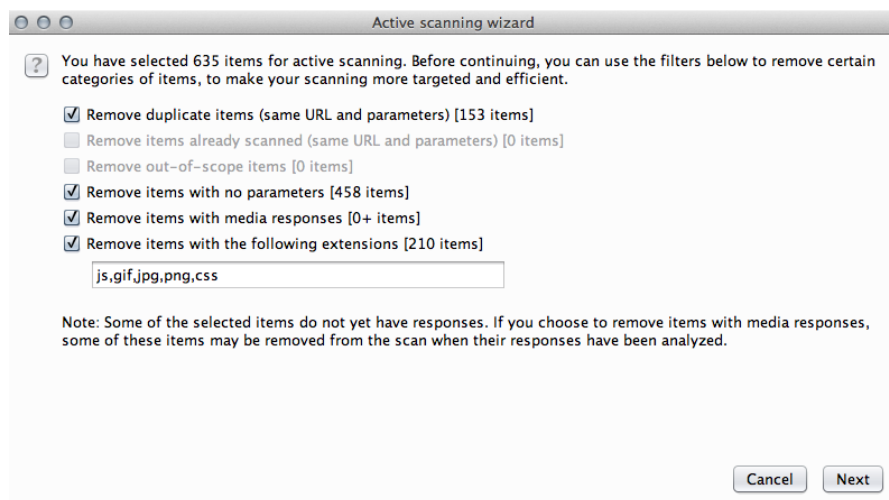 Active scanning wizard
? You have selected 635 items for active scanning. Before continuing, you can use the filters below to remove certain
categories of items, to make your scanning more targeted and efficient.
Remove duplicate items (same URL and parameters) [153 items]
Remove items already scanned (same URL and parameters) [0 items]
Remove out-of-scope items [0 items]
Remove items with no parameters [458 items]
Remove items with media responses [0+ items]
Remove items with the following extensions [210 items]
js,gif,jpg,png,css
Note: Some of the selected items do not yet have responses. If you choose to remove items with media responses,
some of these items may be removed from the scan when their responses have been analyzed.
Cancel Next